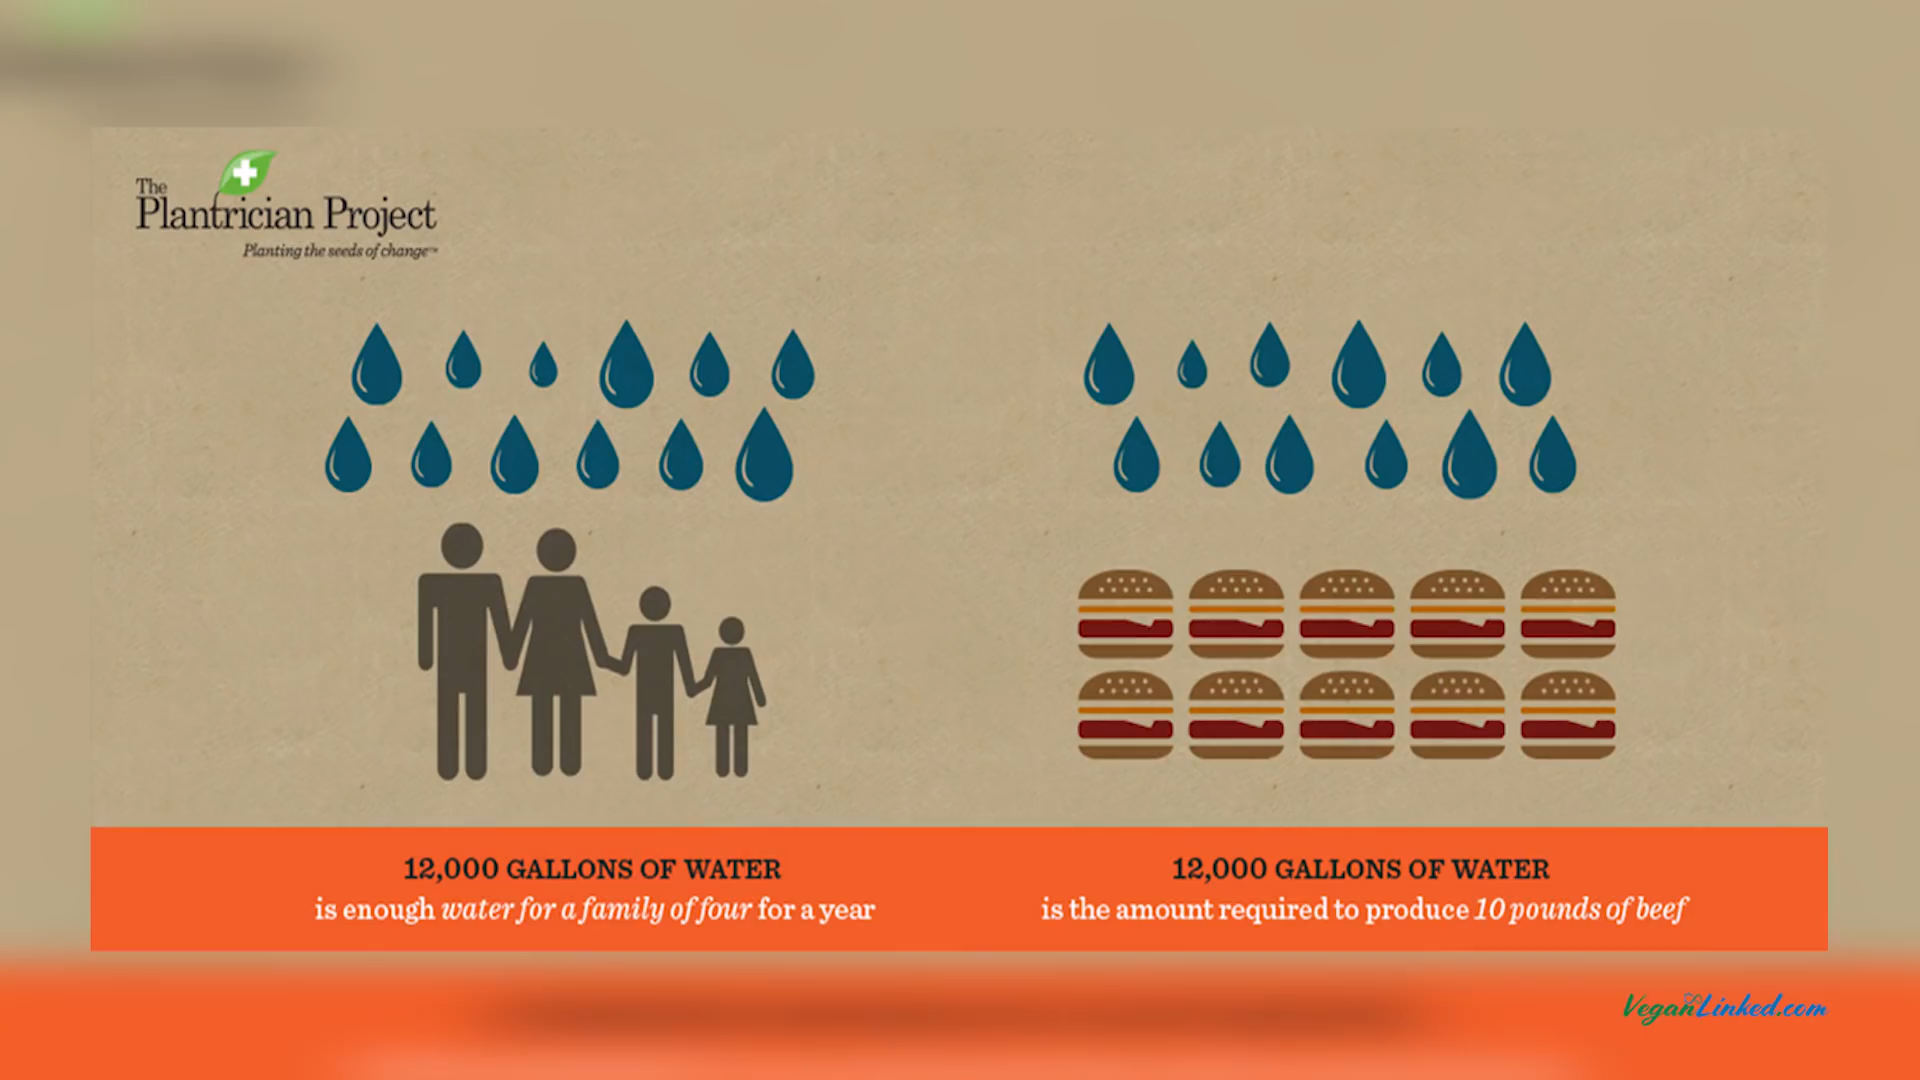 The
Plantrician Project
Planting the seeds of change™
12,000 GALLONS OF WATER
is enough water for a family of four for a year
12,000 GALLONS OF WATER
is the amount required to produce 10 pounds of beef
VeganLinked.com